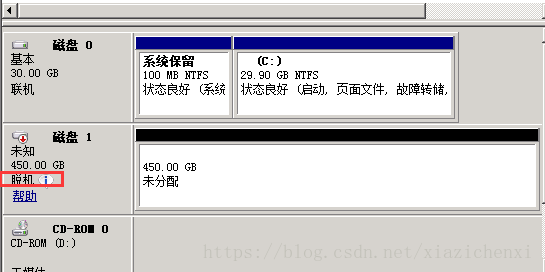 磁盘 0
基本
30.00 GB
联机
系统保留
100 MB NTFS
状态良好 (系统
(C:)
29.90 GB NTFS
状态良好 (启动, 页面文件, 故障转储,
磁盘 1
未知
450.00 GB
脱机
帮助
450.00 GB
未分配
CD-ROM 0
CD-ROM (D:)
无媒体
https://blog.csdn.net/xiazichenxi